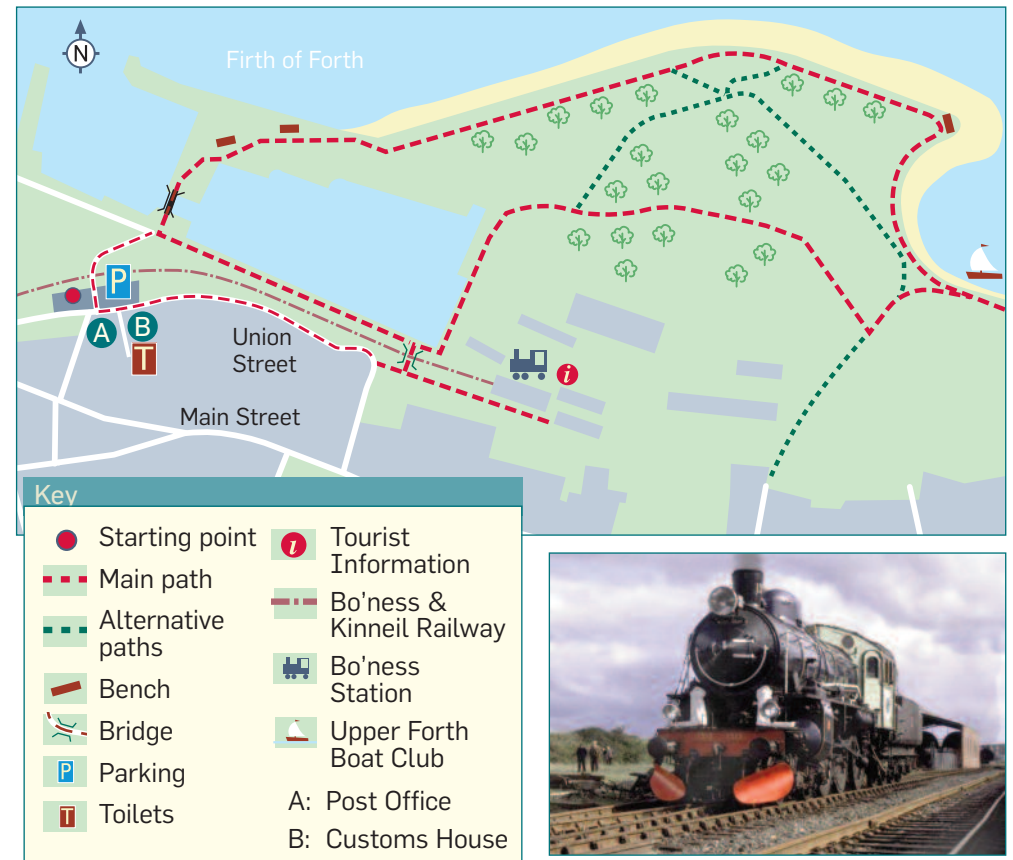 N
Firth of Forth
P
A
B
T
Union
Street
Main Street
i
Key
Starting point
Main path
Alternative
paths
Bench
Bridge
P
Parking
T
Toilets
i
Tourist
Information
Bo'ness &
Kinneil Railway
Bo'ness
Station
Upper Forth
Boat Club
A: Post Office
B: Customs House